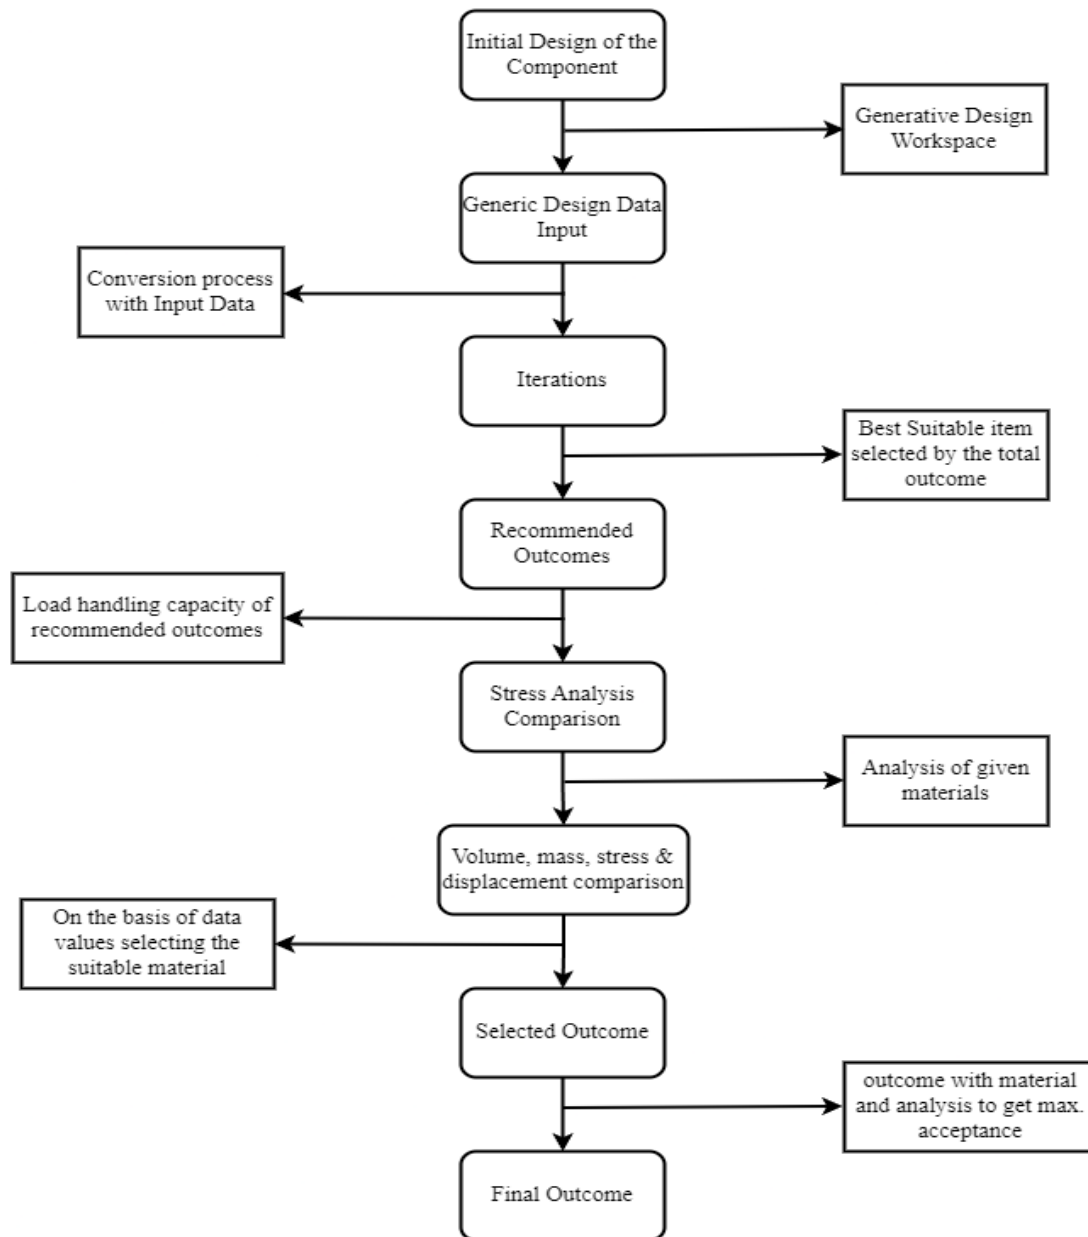 Initial Design of the
Component
Generative Design
Workspace
Generic Design Data
Input
Conversion process
with Input Data
Iterations
Best Suitable item
selected by the total
outcome
Recommended
Outcomes
Load handling capacity of
recommended outcomes
Stress Analysis
Comparison
Analysis of given
materials
Volume, mass, stress &
displacement comparison
On the basis of data
values selecting the
suitable material
Selected Outcome
outcome with material
and analysis to get max.
acceptance
Final Outcome